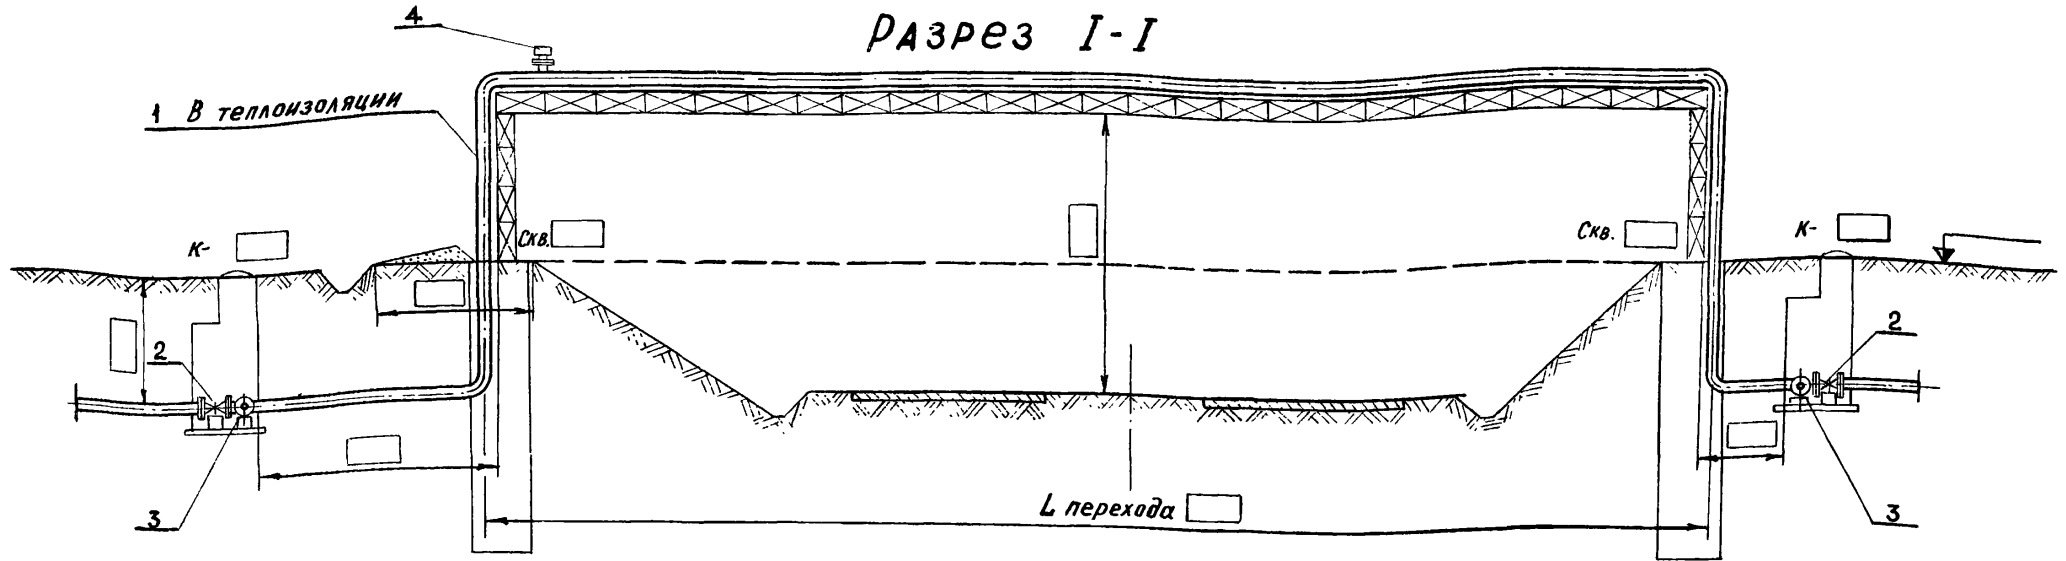 Разрез I-I
4
1 В теплоизоляции
К-
Скв.
Скв.
К-
2
2
3
L перехода
3